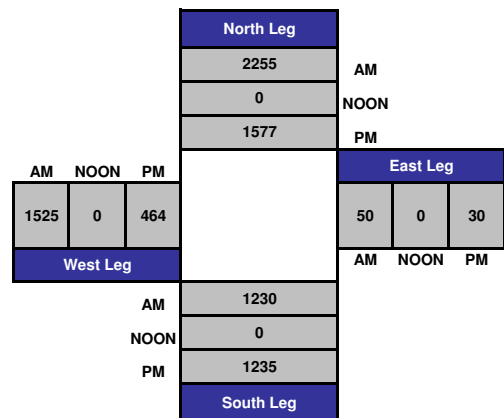 North Leg
2255 AM
0 NOON
1577 PM
AM NOON PM
East Leg
1525 0 464
50 0 30
West Leg
AM NOON PM
AM 1230
NOON 0
PM 1235
South Leg